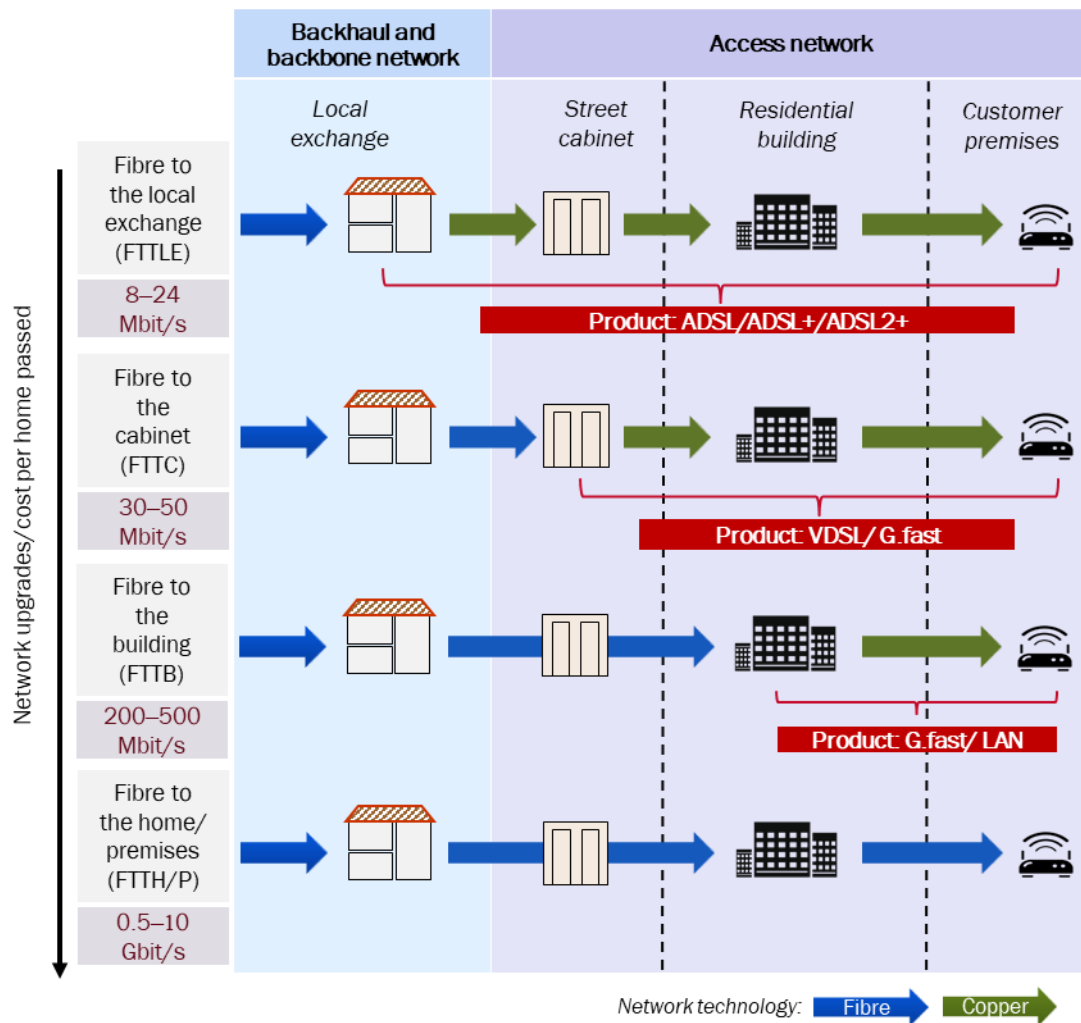 Backhaul and
backbone network
Access network
Local
exchange
Street
cabinet
Residential
building
Customer
premises
Network upgrades/cost per home passed
Fibre to
the local
exchange
(FTTLE)
8–24
Mbit/s
Product: ADSL/ADSL+/ADSL2+
Fibre to
the
cabinet
(FTTC)
30–50
Mbit/s
Product: VDSL/ G.fast
Fibre to
the
building
(FTTB)
200–500
Mbit/s
Product: G.fast/ LAN
Fibre to
the home/
premises
(FTTH/P)
0.5–10
Gbit/s
Network technology: Fibre Copper